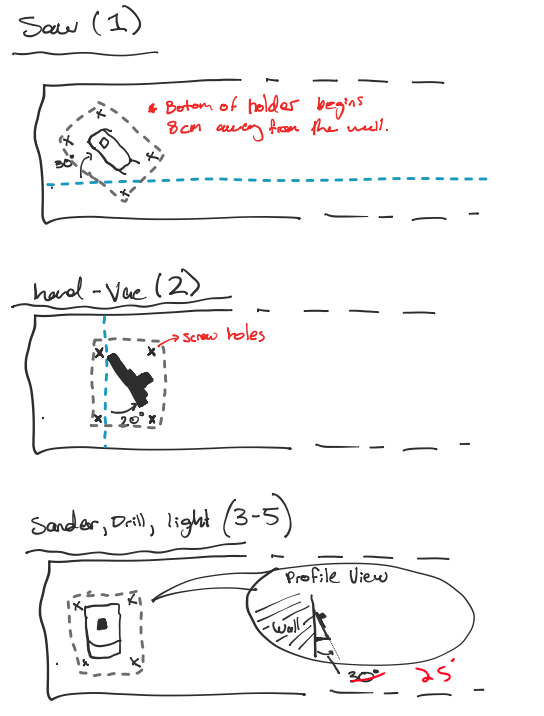 Saw (1)
* Bottom of holder begins
8cm away from the wall.
30°
hand-Vac (2)
screw holes
20°
Sander, Drill, light (3-5)
Profile View
Wall
30° 25°